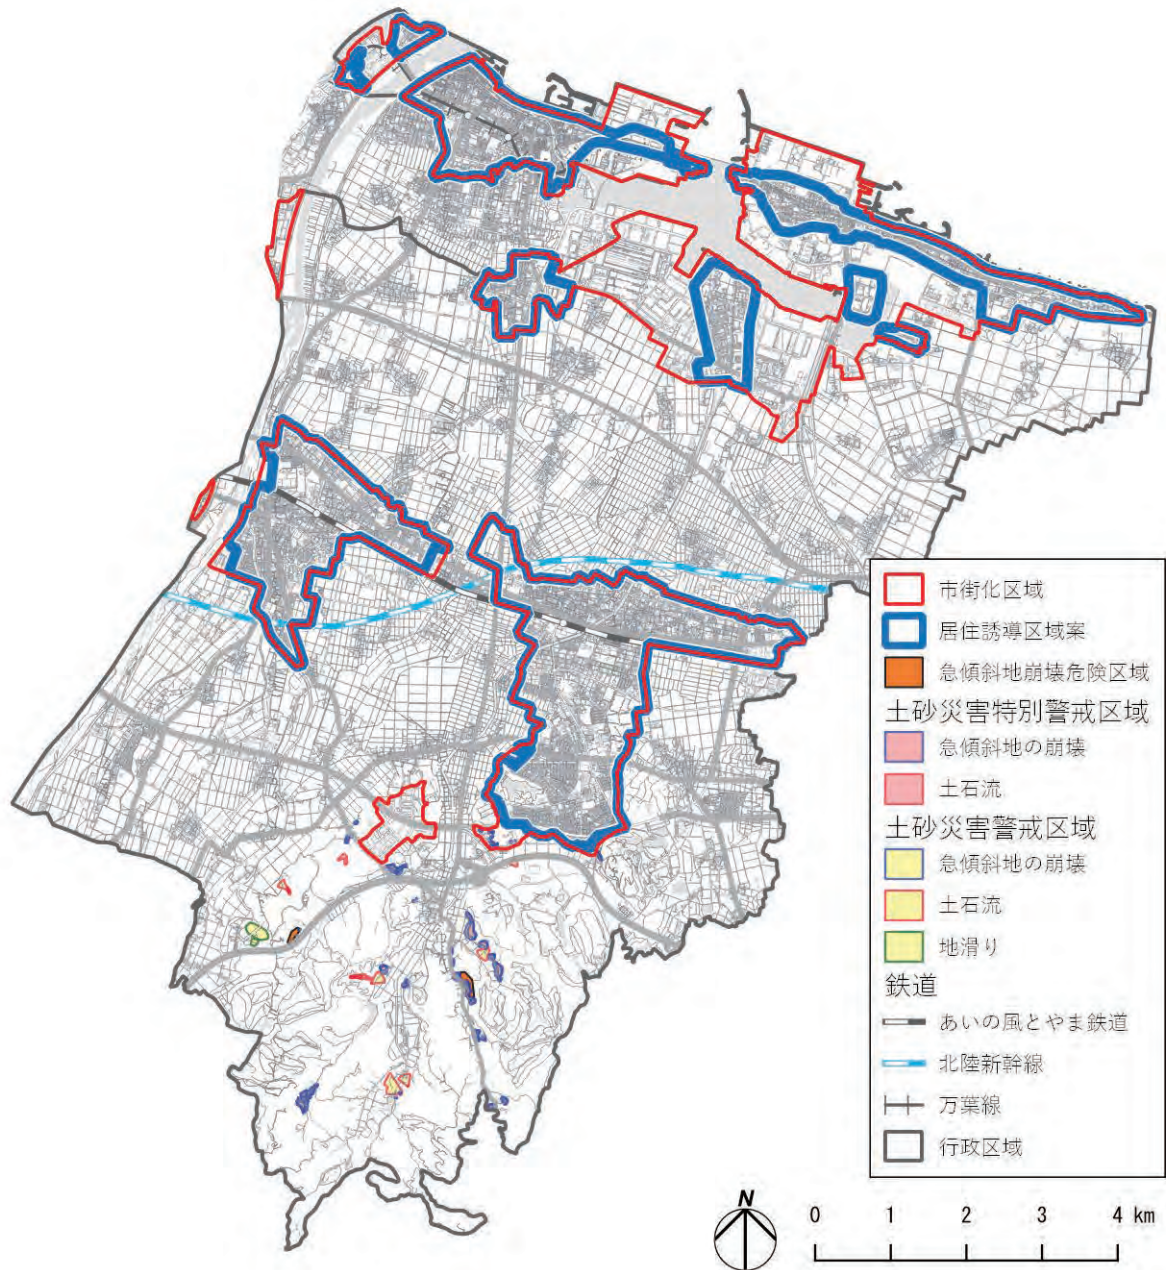 市街化区域
居住誘導区域案
急傾斜地崩壊危険区域
土砂災害特別警戒区域
急傾斜地の崩壊
土石流
土砂災害警戒区域
急傾斜地の崩壊
土石流
地滑り
鉄道
あいの風とやま鉄道
北陸新幹線
万葉線
行政区域
N
0 1 2 3 4 km